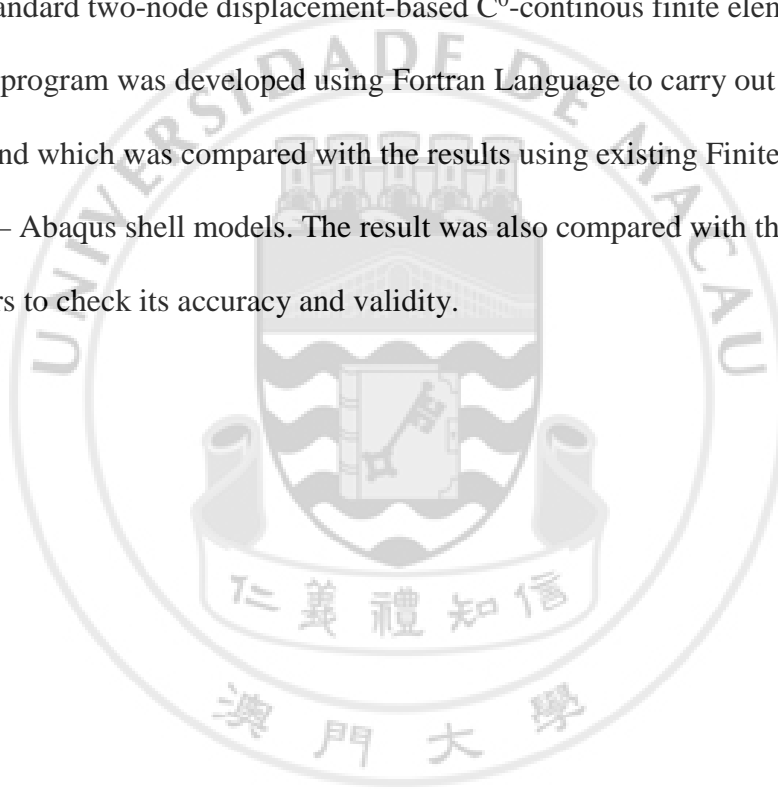 andard two-node displacement-based C⁰-continous finite elem
program was developed using Fortran Language to carry out
nd which was compared with the results using existing Finite
– Abaqus shell models. The result was also compared with th
rs to check its accuracy and validity.
UNIVERSIDADE DE MACAU
仁義禮知信
澳門大學